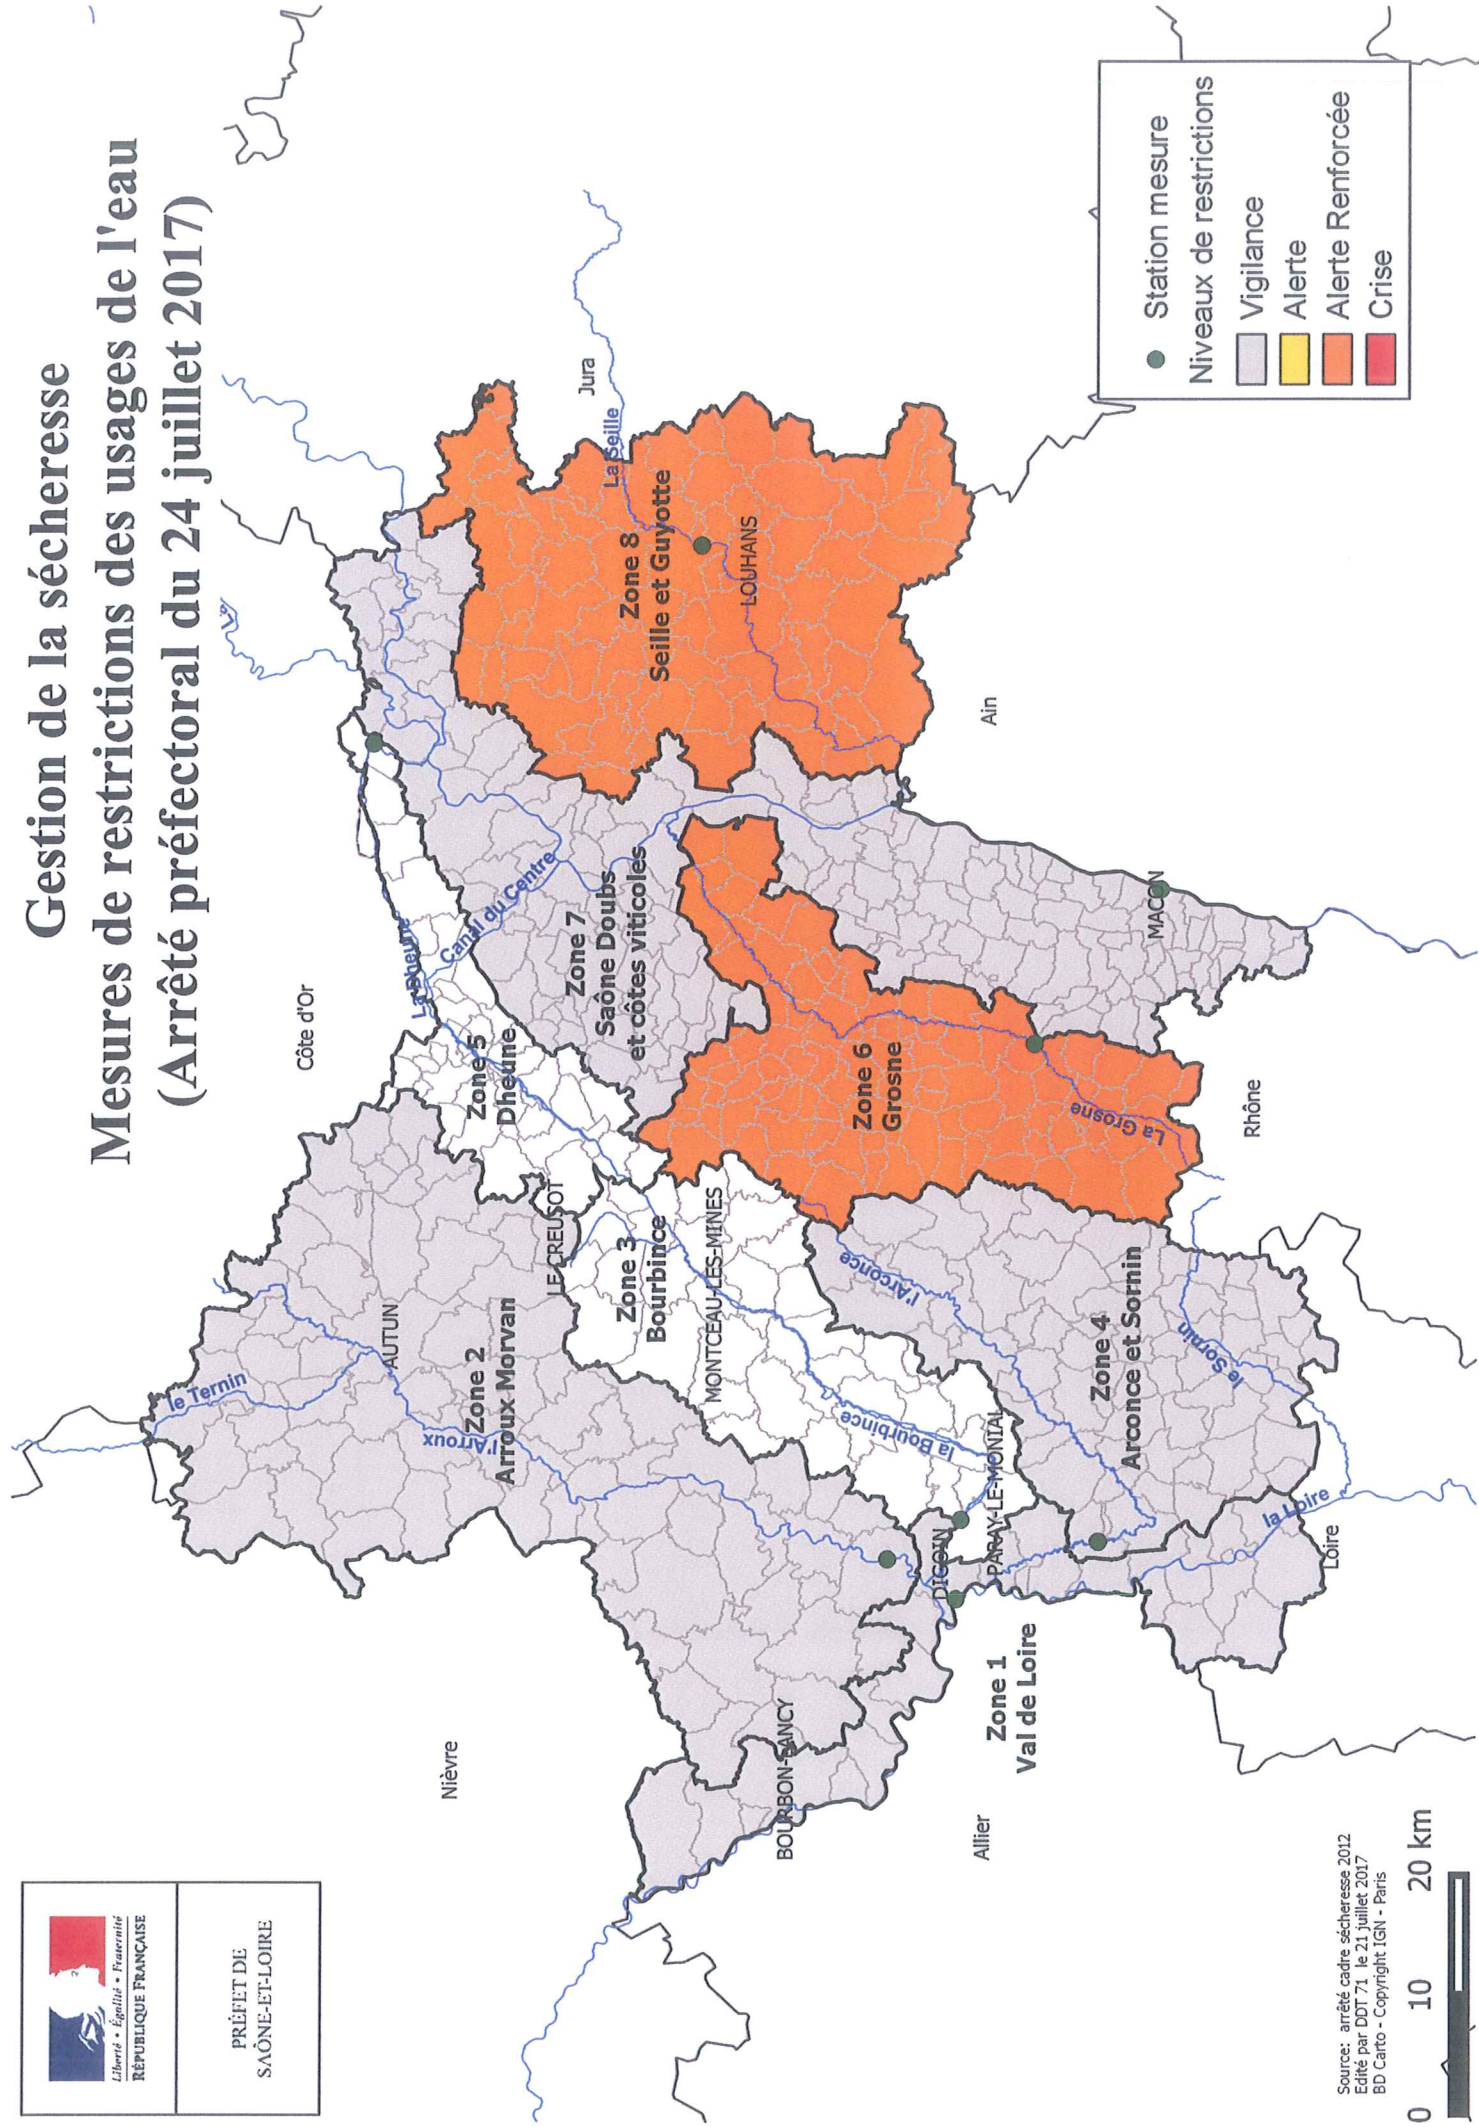 Gestion de la sécheresse
Mesures de restrictions des usages de l'eau
(Arrêté préfectoral du 24 juillet 2017)
Liberté • Égalité • Fraternité
RÉPUBLIQUE FRANÇAISE
PRÉFET DE
SAÔNE-ET-LOIRE
Nièvre
Côte d'Or
Jura
Ain
Rhône
Loire
Allier
le Ternin
AUTUN
l'Arroux
Zone 2
Arroux Morvan
LE CREUSOT
Zone 3
Bourbince
MONTCEAU-LES-MINES
la Bourbince
Zone 5
Dheune
La Dheune
Canal du Centre
Zone 7
Saône Doubs
et côtes viticoles
Zone 8
Seille et Guyotte
La Seille
LOUHANS
Zone 6
Grosne
La Grosne
MACON
l'Arconce
Zone 4
Arconce et Sornin
le Sornin
la Loire
PARAY-LE-MONIAL
DIGOIN
BOURBON-LANCY
Zone 1
Val de Loire
Station mesure
Niveaux de restrictions
Vigilance
Alerte
Alerte Renforcée
Crise
Source: arrêté cadre sécheresse 2012
Edité par DDT 71 le 21 juillet 2017
BD Carto - Copyright IGN - Paris
0 10 20 km